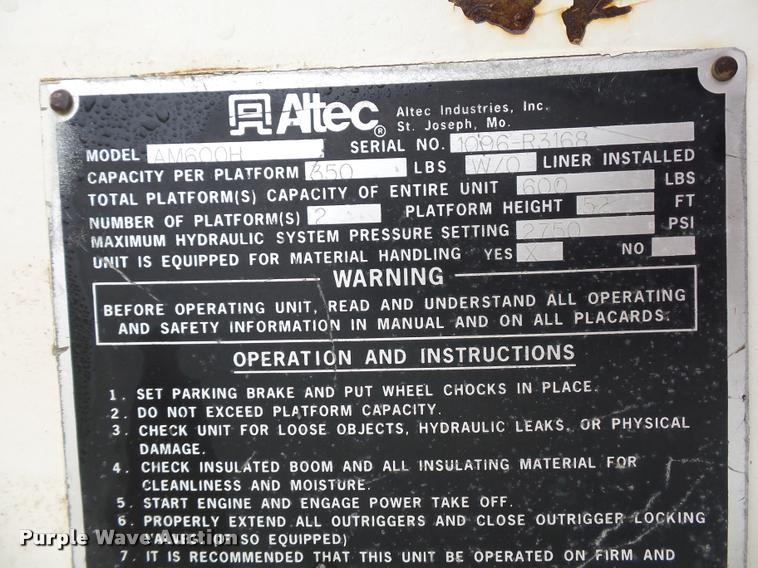 Altec®
Altec Industries, Inc.
St. Joseph, Mo.
MODEL AM600H SERIAL NO. 1096-R3168
CAPACITY PER PLATFORM 350 LBS W/O LINER INSTALLED
TOTAL PLATFORM(S) CAPACITY OF ENTIRE UNIT 600 LBS
NUMBER OF PLATFORM(S) 2 PLATFORM HEIGHT 52 FT
MAXIMUM HYDRAULIC SYSTEM PRESSURE SETTING 2750 PSI
UNIT IS EQUIPPED FOR MATERIAL HANDLING YES X NO
WARNING
BEFORE OPERATING UNIT, READ AND UNDERSTAND ALL OPERATING
AND SAFETY INFORMATION IN MANUAL AND ON ALL PLACARDS.
OPERATION AND INSTRUCTIONS
1. SET PARKING BRAKE AND PUT WHEEL CHOCKS IN PLACE.
2. DO NOT EXCEED PLATFORM CAPACITY.
3. CHECK UNIT FOR LOOSE OBJECTS, HYDRAULIC LEAKS, OR PHYSICAL
DAMAGE.
4. CHECK INSULATED BOOM AND ALL INSULATING MATERIAL FOR
CLEANLINESS AND MOISTURE.
5. START ENGINE AND ENGAGE POWER TAKE OFF.
6. PROPERLY EXTEND ALL OUTRIGGERS AND CLOSE OUTRIGGER LOCKING
SO EQUIPPED)
Purple Wave Auction
7. IT IS RECOMMENDED THAT THIS UNIT BE OPERATED ON FIRM AND